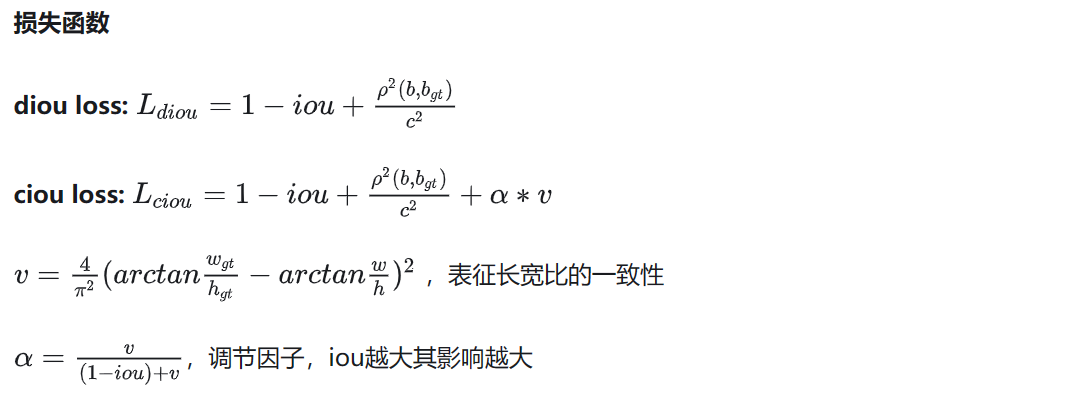 损失函数
diou loss: $L_{diou} = 1 - iou + \frac{\rho^2(b,b_{gt})}{c^2}$
ciou loss: $L_{ciou} = 1 - iou + \frac{\rho^2(b,b_{gt})}{c^2} + \alpha * v$
$v = \frac{4}{\pi^2}(arctan\frac{w_{gt}}{h_{gt}} - arctan\frac{w}{h})^2$ ，表征长宽比的一致性
$\alpha = \frac{v}{(1-iou)+v}$，调节因子，iou越大其影响越大